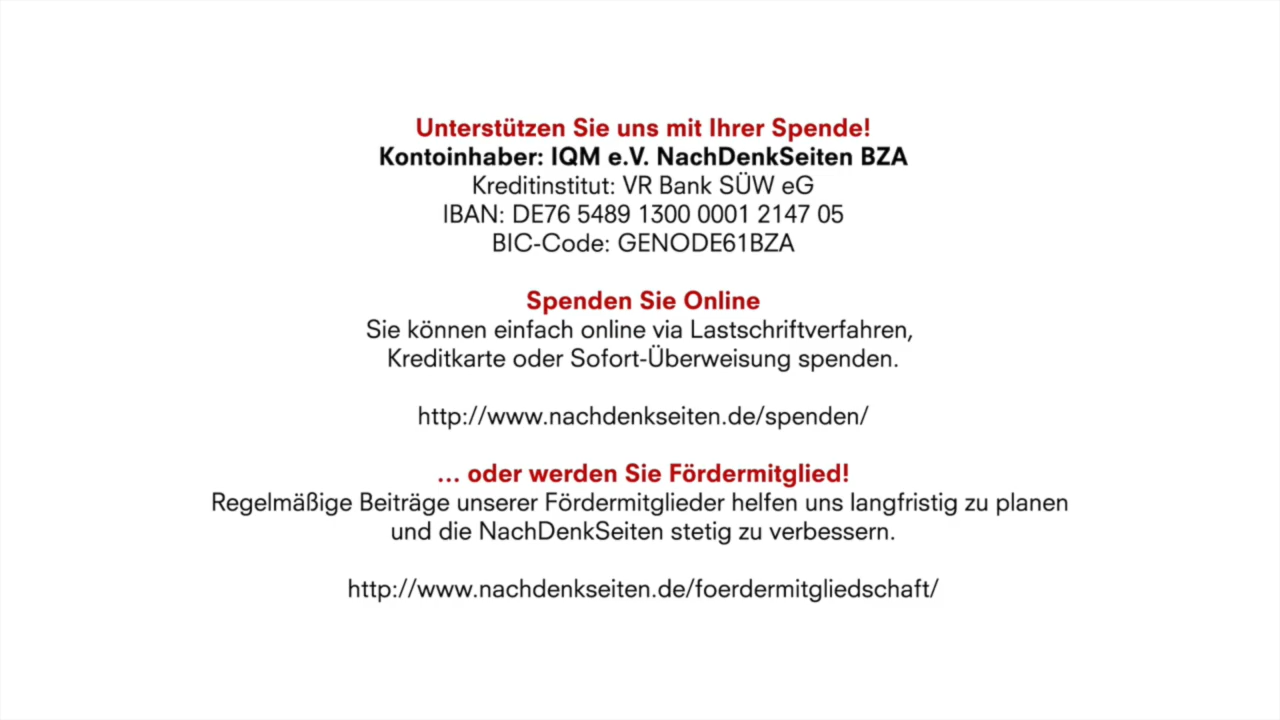 Unterstützen Sie uns mit Ihrer Spende!
Kontoinhaber: IQM e.V. NachDenkSeiten BZA
Kreditinstitut: VR Bank SÜW eG
IBAN: DE76 5489 1300 0001 2147 05
BIC-Code: GENODE61BZA
Spenden Sie Online
Sie können einfach online via Lastschriftverfahren,
Kreditkarte oder Sofort-Überweisung spenden.
http://www.nachdenkseiten.de/spenden/
... oder werden Sie Fördermitglied!
Regelmäßige Beiträge unserer Fördermitglieder helfen uns langfristig zu planen
und die NachDenkSeiten stetig zu verbessern.
http://www.nachdenkseiten.de/foerdermitgliedschaft/